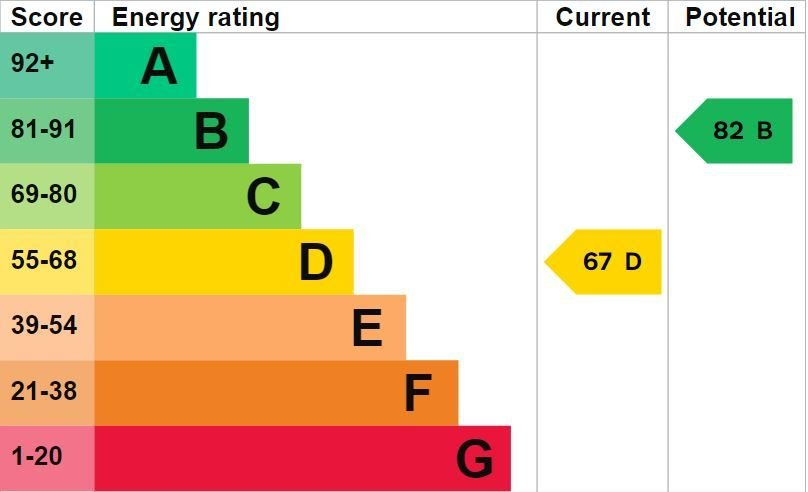 Score Energy rating Current Potential
92+ A
81-91 B 82 B
69-80 C
55-68 D 67 D
39-54 E
21-38 F
1-20 G